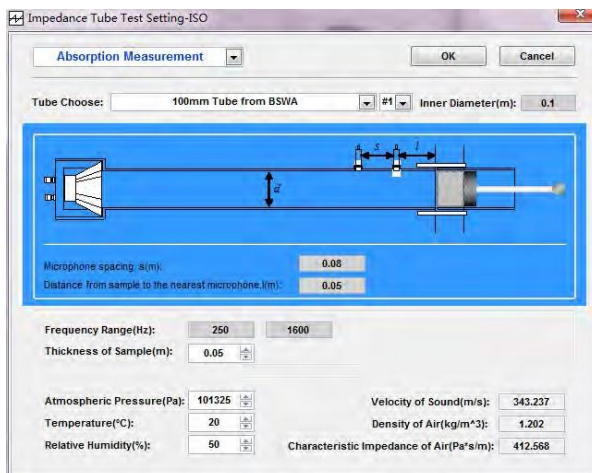 Impedance Tube Test Setting-ISO
Absorption Measurement
OK
Cancel
Tube Choose:
100mm Tube from BSWA
#1
Inner Diameter(m):
0.1
s
l
d
Microphone spacing, s(m):
0.08
Distance from sample to the nearest microphone,l(m):
0.05
Frequency Range(Hz):
250
1600
Thickness of Sample(m):
0.05
Atmospheric Pressure(Pa):
101325
Velocity of Sound(m/s):
343.237
Temperature(°C):
20
Density of Air(kg/m^3):
1.202
Relative Humidity(%):
50
Characteristic Impedance of Air(Pa*s/m):
412.568